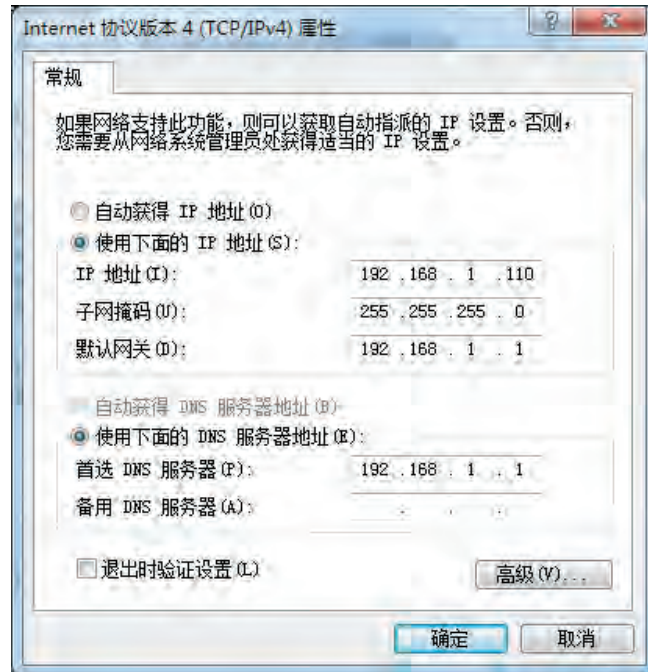 Internet 协议版本 4 (TCP/IPv4) 属性
常规
如果网络支持此功能，则可以获取自动指派的 IP 设置。否则，
您需要从网络系统管理员处获得适当的 IP 设置。
自动获得 IP 地址(O)
使用下面的 IP 地址(S):
IP 地址(I): 192 .168 . 1 .110
子网掩码(U): 255 .255 .255 . 0
默认网关(D): 192 .168 . 1 . 1
自动获得 DNS 服务器地址(B)
使用下面的 DNS 服务器地址(E):
首选 DNS 服务器(P): 192 .168 . 1 . 1
备用 DNS 服务器(A): . . .
退出时验证设置(L)
高级(V)...
确定 取消